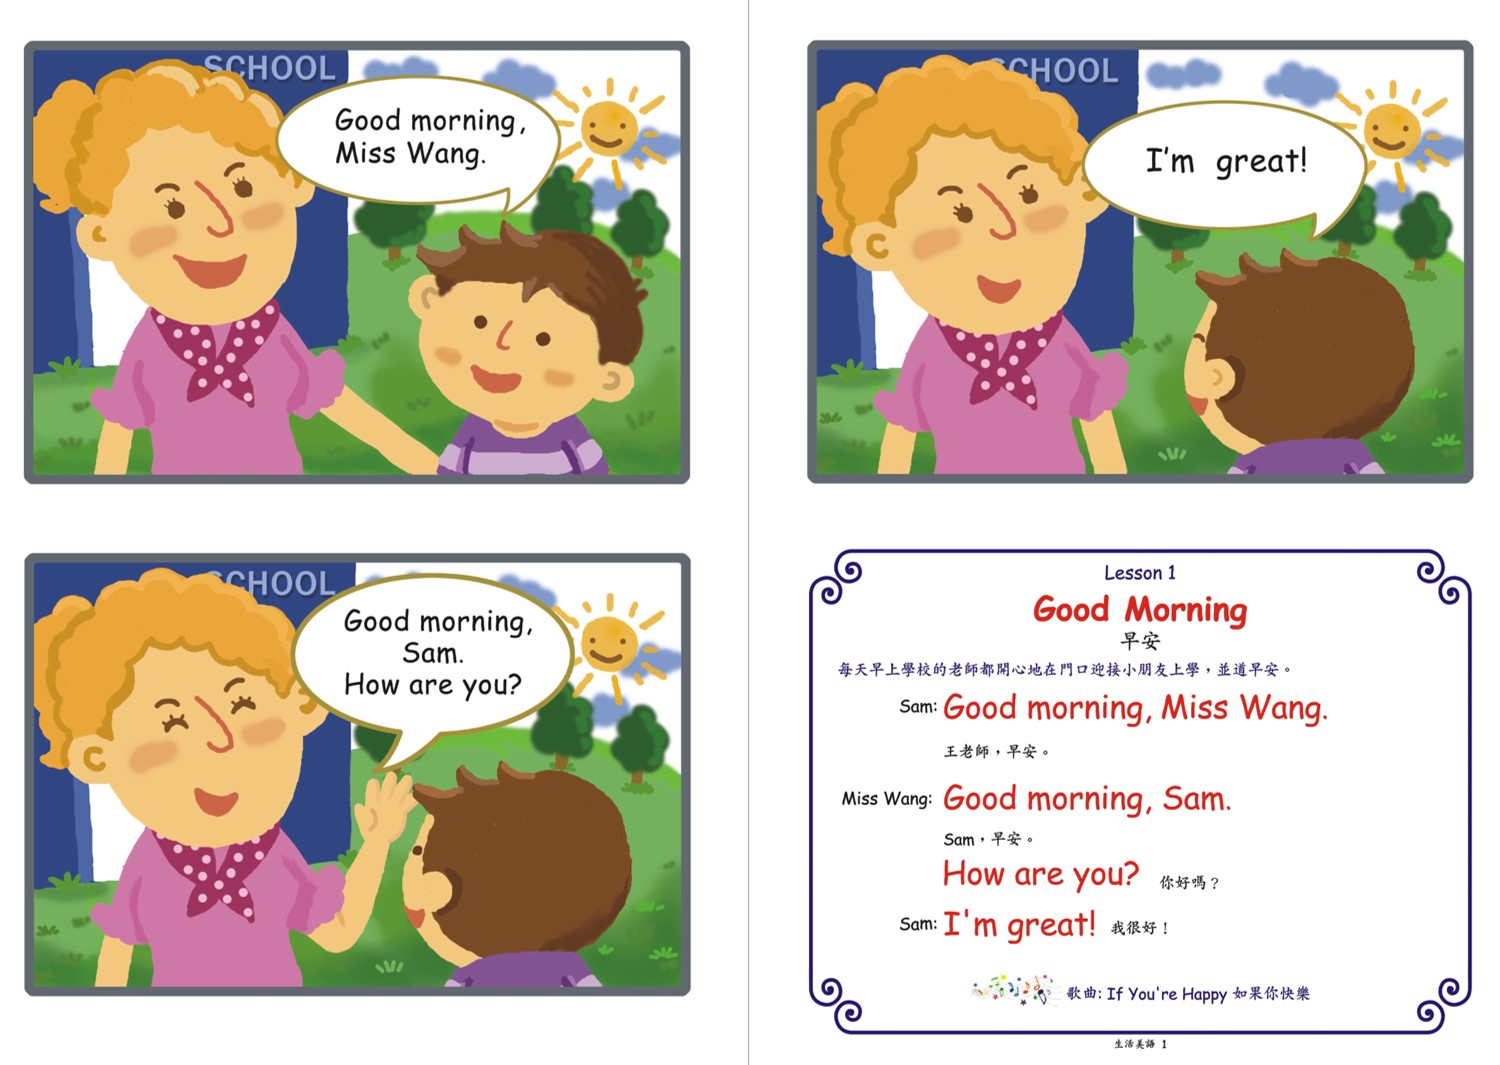 SCHOOL
Good morning,
Miss Wang.
SCHOOL
Good morning,
Sam.
How are you?
SCHOOL
I'm great!
Lesson 1
Good Morning
早安
每天早上學校的老師都開心地在門口迎接小朋友上學，並道早安。
Sam: Good morning, Miss Wang.
王老師，早安。
Miss Wang: Good morning, Sam.
Sam，早安。
How are you? 你好嗎？
Sam: I'm great! 我很好！
歌曲: If You're Happy 如果你快樂
生活美語 1